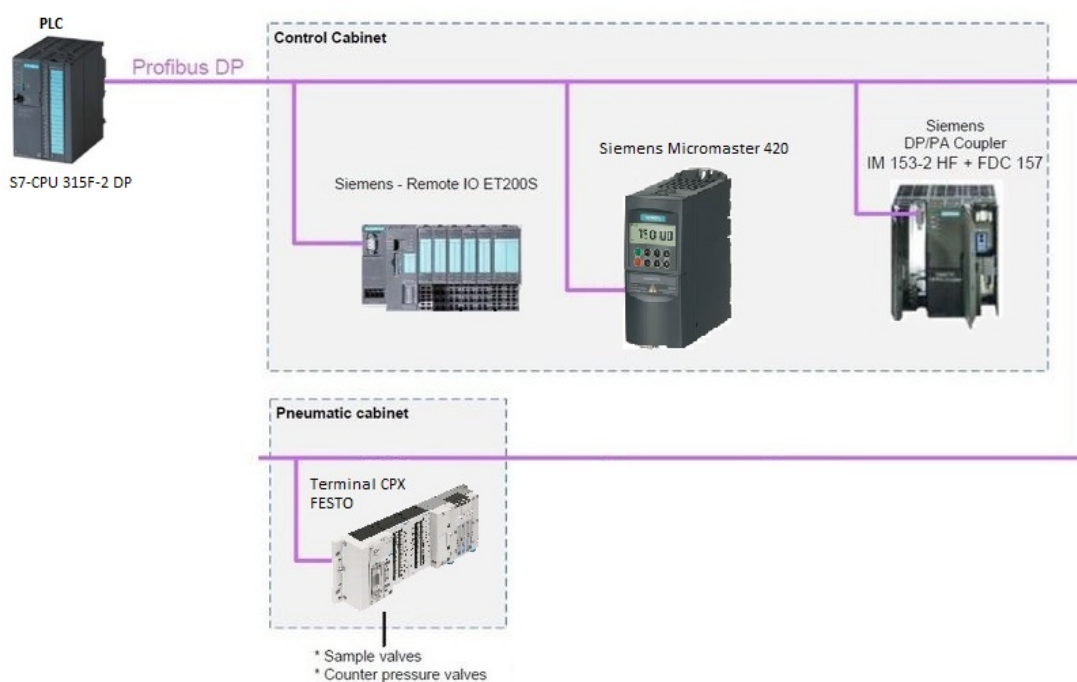 PLC
Control Cabinet
Profibus DP
Siemens
DP/PA Coupler
IM 153-2 HF + FDC 157
Siemens Micromaster 420
S7-CPU 315F-2 DP
Siemens - Remote IO ET200S
Pneumatic cabinet
Terminal CPX
FESTO
* Sample valves
* Counter pressure valves